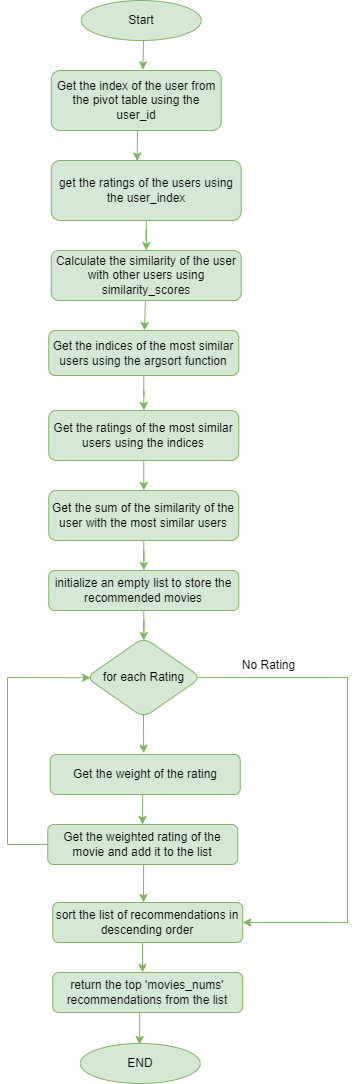 Start
Get the index of the user from
the pivot table using the
user_id
get the ratings of the users using
the user_index
Calculate the similarity of the user
with other users using
similarity_scores
Get the indices of the most similar
users using the argsort function
Get the ratings of the most similar
users using the indices
Get the sum of the similarity of the
user with the most similar users
initialize an empty list to store the
recommended movies
for each Rating
No Rating
Get the weight of the rating
Get the weighted rating of the
movie and add it to the list
sort the list of recommendations in
descending order
return the top 'movies_nums'
recommendations from the list
END